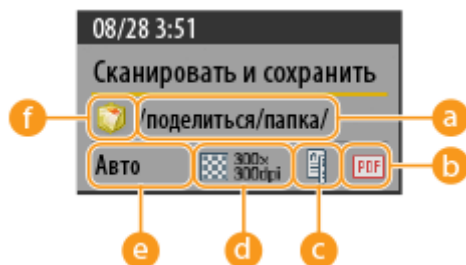 08/28 3:51
Сканировать и сохранить
f /поделиться/папка/ a
Авто 300× 300dpi PDF b
e d c